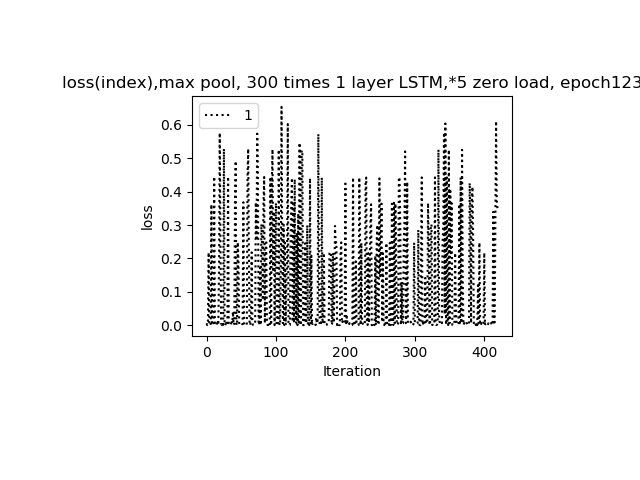 loss(index),max pool, 300 times 1 layer LSTM,*5 zero load, epoch123
1
0.6
0.5
0.4
0.3
0.2
0.1
0.0
loss
0 100 200 300 400
Iteration